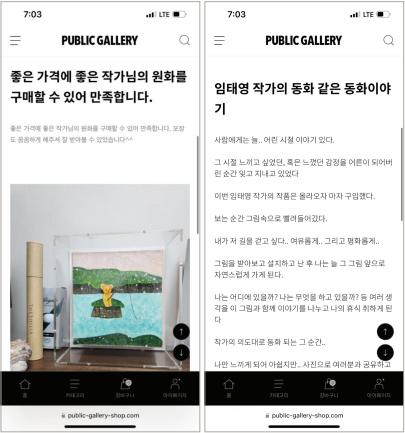 7:03
LTE
PUBLIC GALLERY
좋은 가격에 좋은 작가님의 원화를
구매할 수 있어 만족합니다.
좋은 가격에 좋은 작가님의 원화를 구매할 수 있어 만족합니다. 포장
도 꼼꼼하게 해주셔 잘 받아볼 수 있었습니다^^
홈
카테고리
장바구니
마이페이지
public-gallery-shop.com
7:03
LTE
PUBLIC GALLERY
임태영 작가의 동화 같은 동화이야
기
사람에게는 늘.. 어린 시절 이야기 있다.
그 시절 느끼고 싶었던, 혹은 느꼈던 감정을 어른이 되어버
린 순간 잊고 지내고 있었다
이번 임태영 작가의 작품은 올라오자 마자 구입했다.
보는 순간 그림속으로 빨려들어갔다.
내가 저 길을 걷고 싶다.. 여유롭게.. 그리고 평화롭게..
그림을 받아보고 설치하고 난 후 나는 늘 그 그림 앞으로
자연스럽게 가게 된다.
나는 어디에 있을까? 나는 무엇을 하고 있을까? 등 여러 생
각을 이 그림과 함께 이야기를 나누고 나의 휴식 취하게 된
다
작가의 의도대로 동화 되는 그 순간..
나만 느끼게 되어 아쉽지만.. 사진으로 여러분과 공유하고
홈
카테고리
장바구니
마이페이지
public-gallery-shop.com